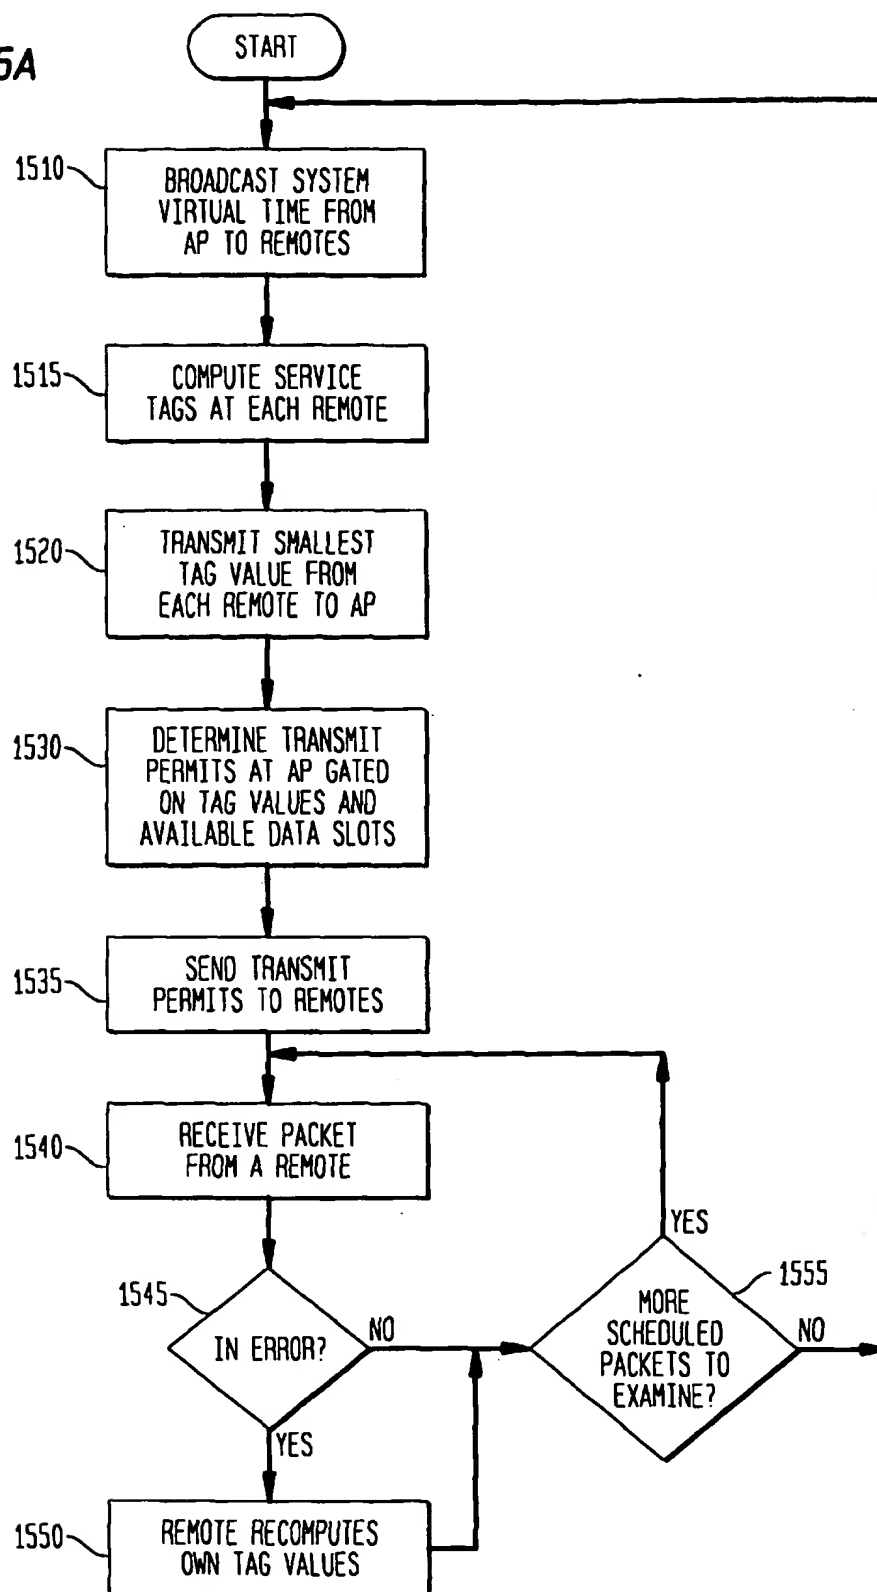 5A
START
1510
BROADCAST SYSTEM
VIRTUAL TIME FROM
AP TO REMOTES
1515
COMPUTE SERVICE
TAGS AT EACH REMOTE
1520
TRANSMIT SMALLEST
TAG VALUE FROM
EACH REMOTE TO AP
1530
DETERMINE TRANSMIT
PERMITS AT AP GATED
ON TAG VALUES AND
AVAILABLE DATA SLOTS
1535
SEND TRANSMIT
PERMITS TO REMOTES
1540
RECEIVE PACKET
FROM A REMOTE
1545
IN ERROR?
NO
YES
1550
REMOTE RECOMPUTES
OWN TAG VALUES
YES
1555
MORE
SCHEDULED
PACKETS TO
EXAMINE?
NO